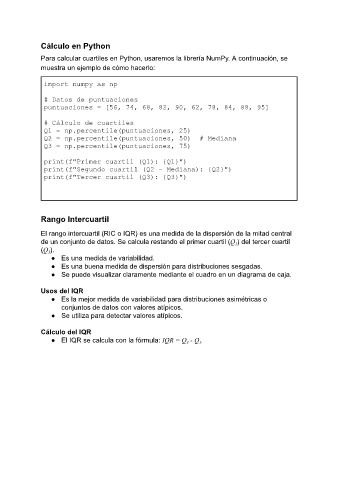 Cálculo en Python
Para calcular cuartiles en Python, usaremos la librería NumPy. A continuación, se
muestra un ejemplo de cómo hacerlo:
import numpy as np
# Datos de puntuaciones
puntuaciones = [56, 74, 68, 82, 90, 62, 78, 84, 88, 95]
# Cálculo de cuartiles
Q1 = np.percentile(puntuaciones, 25)
Q2 = np.percentile(puntuaciones, 50)  # Mediana
Q3 = np.percentile(puntuaciones, 75)
print(f"Primer cuartil (Q1): {Q1}")
print(f"Segundo cuartil (Q2 - Mediana): {Q2}")
print(f"Tercer cuartil (Q3): {Q3}")
Rango Intercuartil
El rango intercuartil (RIC o IQR) es una medida de la dispersión de la mitad central
de un conjunto de datos. Se calcula restando el primer cuartil (Q₁) del tercer cuartil
(Q₃).
● Es una medida de variabilidad.
● Es una buena medida de dispersión para distribuciones sesgadas.
● Se puede visualizar claramente mediante el cuadro en un diagrama de caja.
Usos del IQR
● Es la mejor medida de variabilidad para distribuciones asimétricas o
conjuntos de datos con valores atípicos.
● Se utiliza para detectar valores atípicos.
Cálculo del IQR
● El IQR se calcula con la fórmula: IQR = Q₃ - Q₁